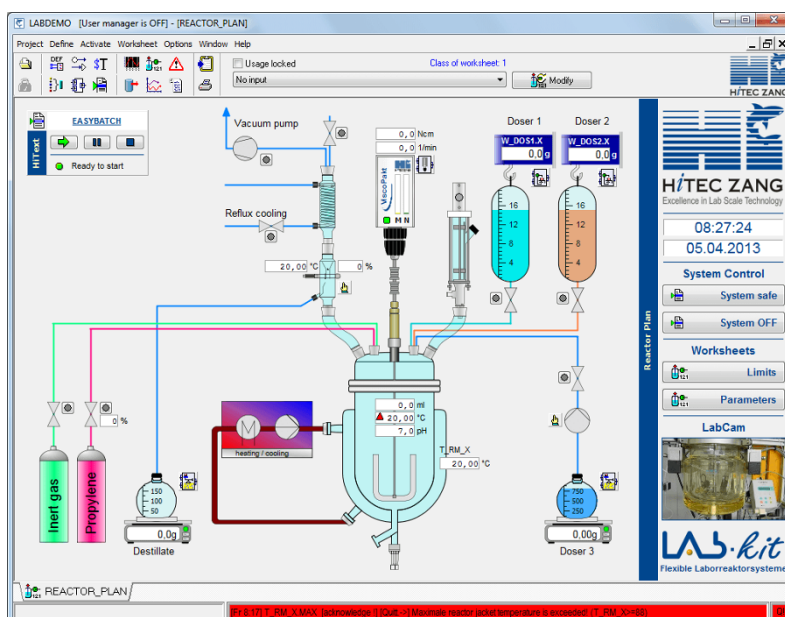 LABDEMO [User manager is OFF] - [REACTOR_PLAN]
Project Define Activate Worksheet Options Window Help
Usage locked
Class of worksheet: 1
No input
Modify
HiTEC ZANG
HiText
EASYBATCH
Ready to start
Vacuum pump
0,0 Ncm
0,0 1/min
ViscoPakt
M N
Doser 1
W_DOS1.X
0,0 g
Doser 2
W_DOS2.X
0,0 g
16
12
8
4
16
12
8
4
Reflux cooling
20,00 °C
0 %
0 %
Inert gas
Propylene
150
100
50
0,0g
Destillate
M
heating / cooling
0,0 ml
20,00 °C
7,0 pH
T_RM_X
20,00 °C
750
500
250
0,00g
Doser 3
Reactor Plan
HiTEC ZANG
Excellence in Lab Scale Technology
08:27:24
05.04.2013
System Control
System safe
System OFF
Worksheets
Limits
Parameters
LabCam
LAB-kit
Flexible Laborreaktorsysteme
REACTOR_PLAN
[Fr 8:17] T_RM_X.MAX [acknowledge !] (Quit ->) Maximale reactor jacket temperature is exceeded! (T_RM_X>=88)